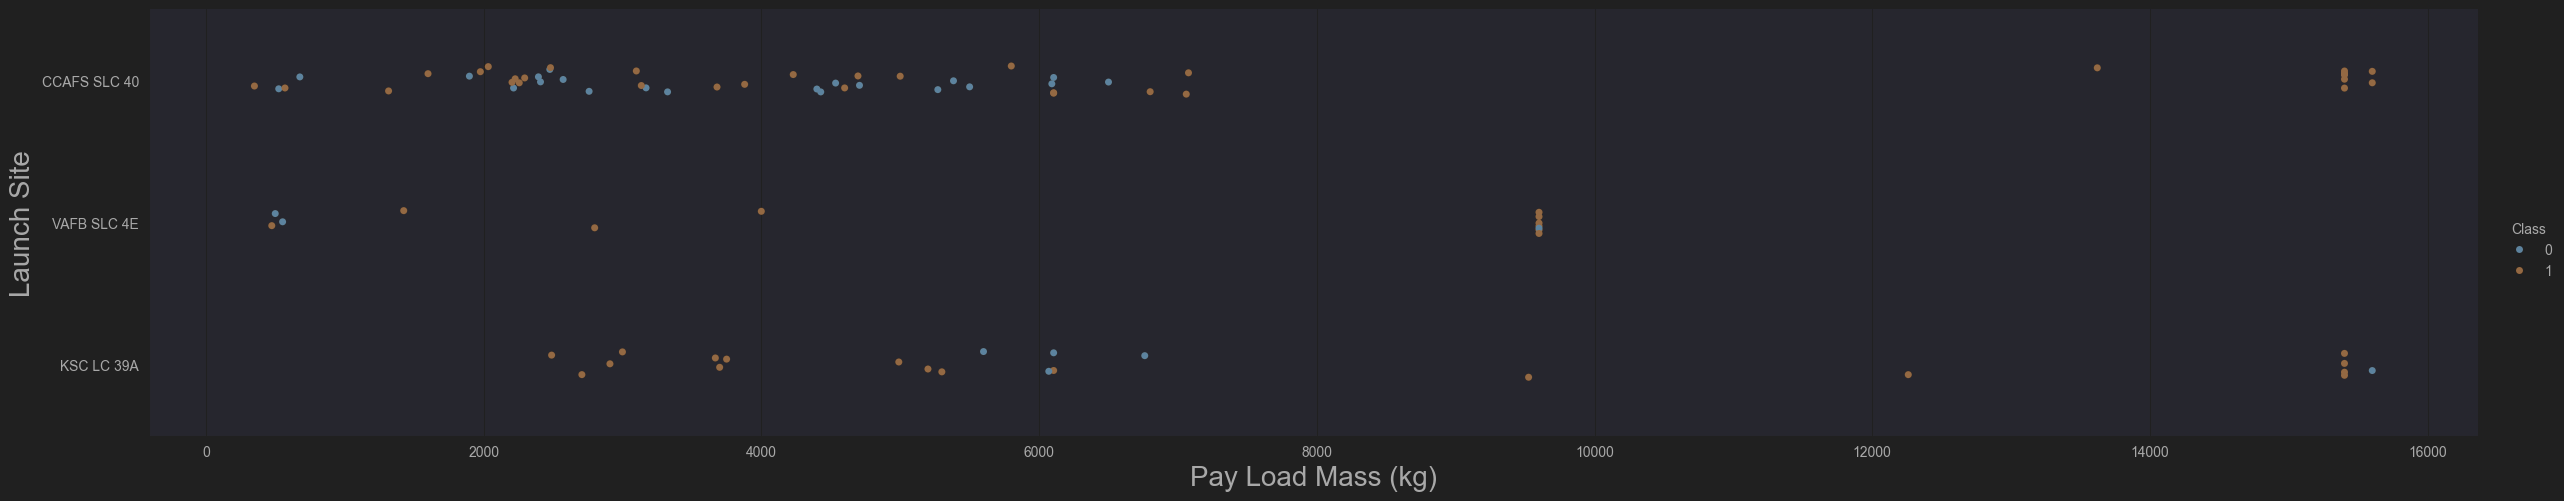 CCAFS SLC 40
VAFB SLC 4E
KSC LC 39A
Launch Site
0 2000 4000 6000 8000 10000 12000 14000 16000
Pay Load Mass (kg)
Class
0
1